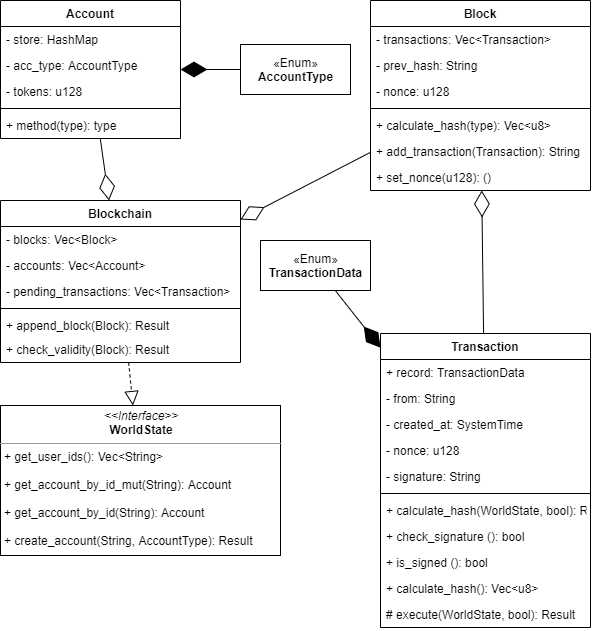 Account
- store: HashMap
- acc_type: AccountType
- tokens: u128
+ method(type): type
«Enum»
AccountType
Block
- transactions: Vec<Transaction>
- prev_hash: String
- nonce: u128
+ calculate_hash(type): Vec<u8>
+ add_transaction(Transaction): String
+ set_nonce(u128): ()
Blockchain
- blocks: Vec<Block>
- accounts: Vec<Account>
- pending_transactions: Vec<Transaction>
+ append_block(Block): Result
+ check_validity(Block): Result
«Enum»
TransactionData
<<Interface>>
WorldState
+ get_user_ids(): Vec<String>
+ get_account_by_id_mut(String): Account
+ get_account_by_id(String): Account
+ create_account(String, AccountType): Result
Transaction
+ record: TransactionData
- from: String
- created_at: SystemTime
- nonce: u128
- signature: String
+ calculate_hash(WorldState, bool): R
+ check_signature (): bool
+ is_signed (): bool
+ calculate_hash(): Vec<u8>
# execute(WorldState, bool): Result